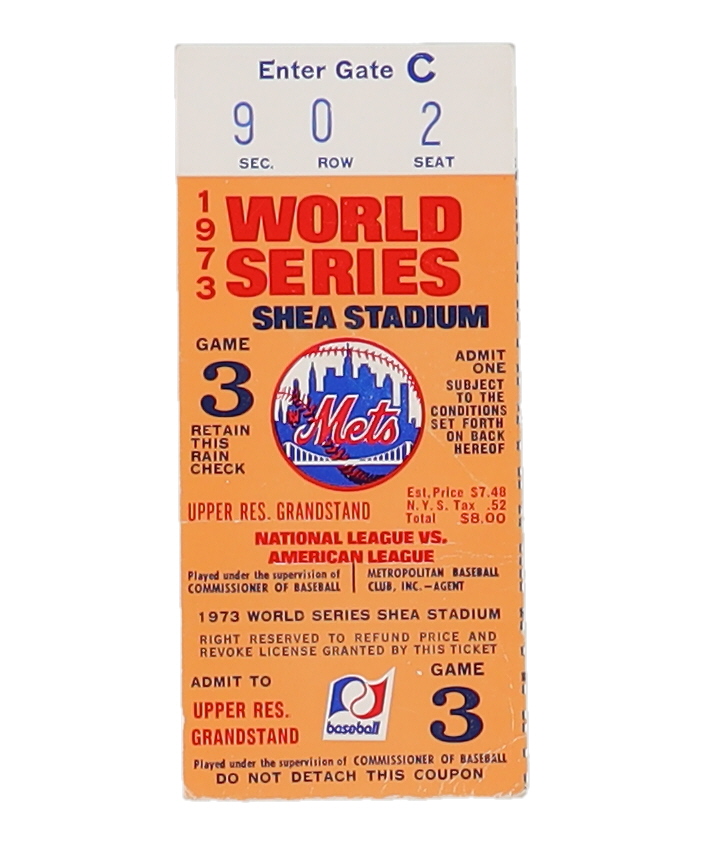 Enter Gate C
9 0 2
SEC. ROW SEAT
1973
WORLD
SERIES
SHEA STADIUM
GAME
3
RETAIN
THIS
RAIN
CHECK
Mets
ADMIT
ONE
SUBJECT
TO THE
CONDITIONS
SET FORTH
ON BACK
HEREOF
UPPER RES. GRANDSTAND
Est. Price $7.48
N.Y.S. Tax .52
Total $8.00
NATIONAL LEAGUE VS.
AMERICAN LEAGUE
Played under the supervision of
COMMISSIONER OF BASEBALL
METROPOLITAN BASEBALL
CLUB, INC.—AGENT
1973 WORLD SERIES SHEA STADIUM
RIGHT RESERVED TO REFUND PRICE AND
REVOKE LICENSE GRANTED BY THIS TICKET
ADMIT TO
UPPER RES.
GRANDSTAND
baseball
GAME
3
Played under the supervision of COMMISSIONER OF BASEBALL
DO NOT DETACH THIS COUPON